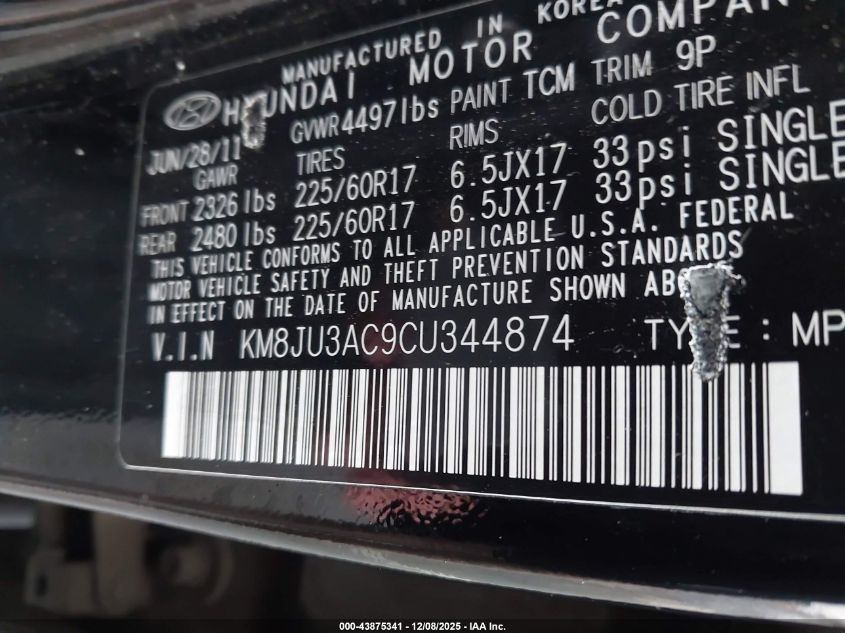 MANUFACTURED IN KOREA
HYUNDAI MOTOR COMPAN
JUN/28/11 GVWR 4497lbs PAINT TCM TRIM 9P
GAWR TIRES RIMS COLD TIRE INFL
FRONT 2326 lbs 225/60R17 6.5JX17 33psi SINGLE
REAR 2480 lbs 225/60R17 6.5JX17 33psi SINGLE
THIS VEHICLE CONFORMS TO ALL APPLICABLE U.S.A. FEDERAL
MOTOR VEHICLE SAFETY AND THEFT PREVENTION STANDARDS
IN EFFECT ON THE DATE OF MANUFACTURE SHOWN AB
V.I.N KM8JU3AC9CU344874 TYPE : MP
000-43875341 - 12/08/2025 - IAA Inc.